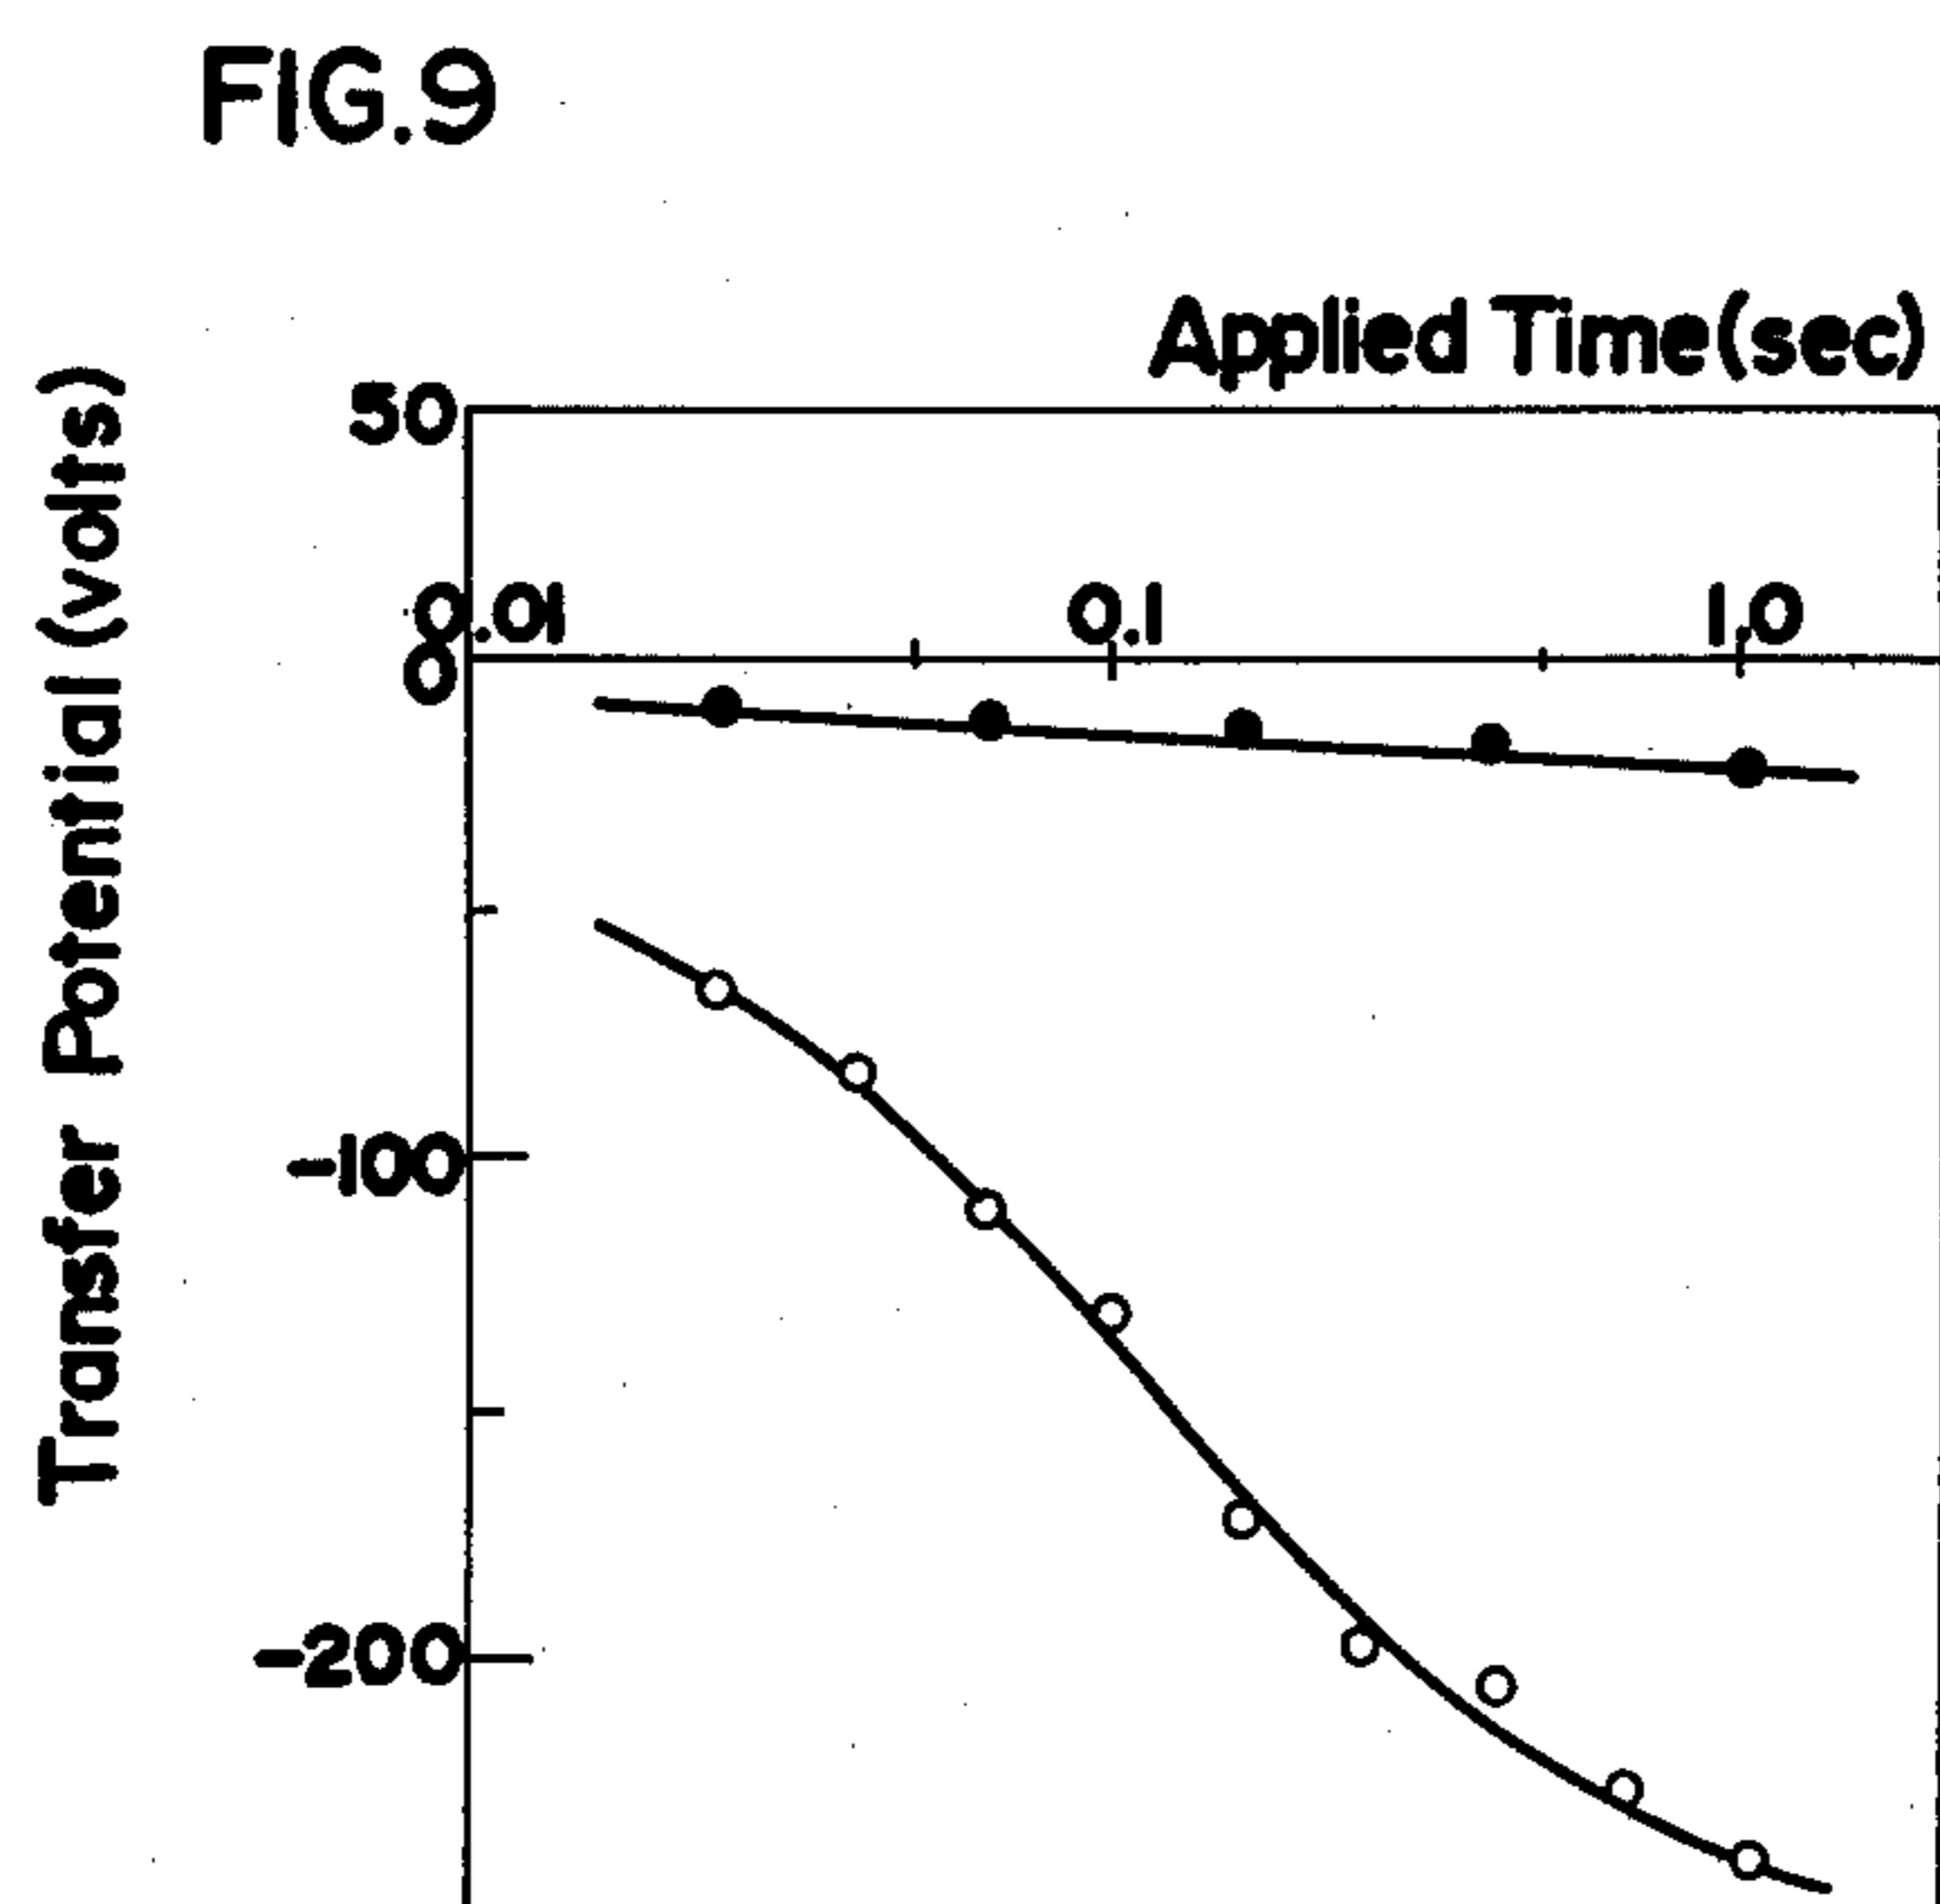 FIG.9
Applied Time(sec)
Transfer Potential (volts)
50
0.01
0.1
1.0
0
-100
-200